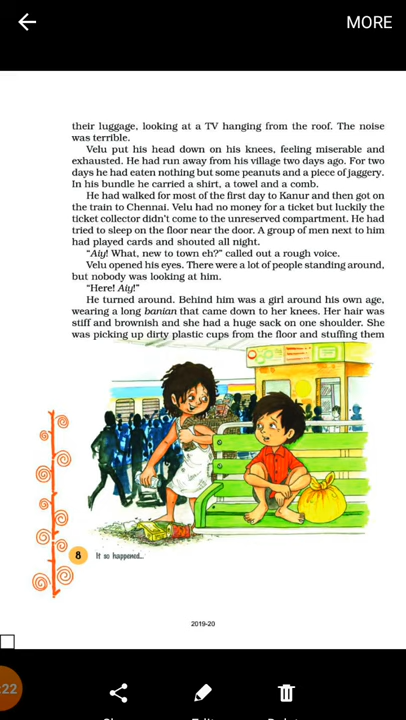 MORE
their luggage, looking at a TV hanging from the roof. The noise
was terrible.
Velu put his head down on his knees, feeling miserable and
exhausted. He had run away from his village two days ago. For two
days he had eaten nothing but some peanuts and a piece of jaggery.
In his bundle he carried a shirt, a towel and a comb.
He had walked for most of the first day to Kanur and then got on
the train to Chennai. Velu had no money for a ticket but luckily the
ticket collector didn't come to the unreserved compartment. He had
tried to sleep on the floor near the door. A group of men next to him
had played cards and shouted all night.
"Aiy! What, new to town eh?" called out a rough voice.
Velu opened his eyes. There were a lot of people standing around,
but nobody was looking at him.
"Here! Aiy!"
He turned around. Behind him was a girl around his own age,
wearing a long banian that came down to her knees. Her hair was
stiff and brownish and she had a huge sack on one shoulder. She
was picking up dirty plastic cups from the floor and stuffing them
8 It so happened...
2019-20
:22